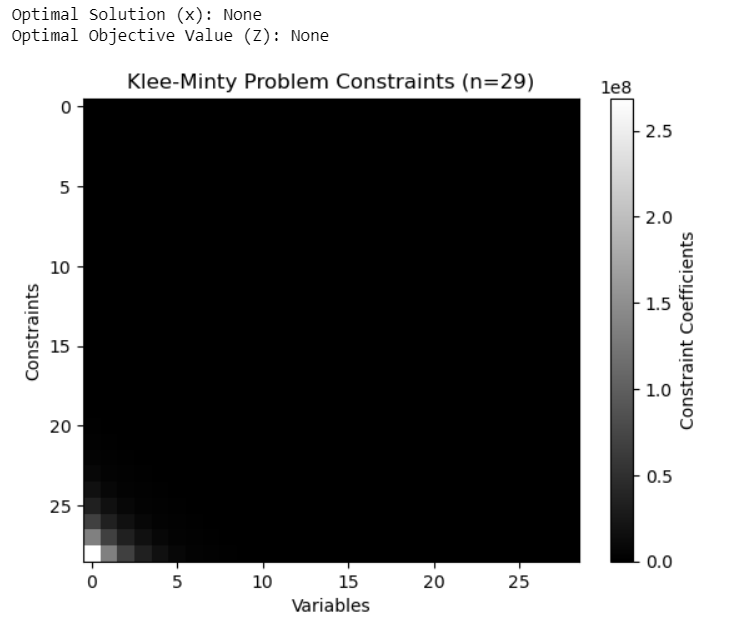 Optimal Solution (x): None
Optimal Objective Value (Z): None
Klee-Minty Problem Constraints (n=29)
1e8
0
5
10
15
20
25
Constraints
0 5 10 15 20 25
Variables
2.5
2.0
1.5
1.0
0.5
0.0
Constraint Coefficients